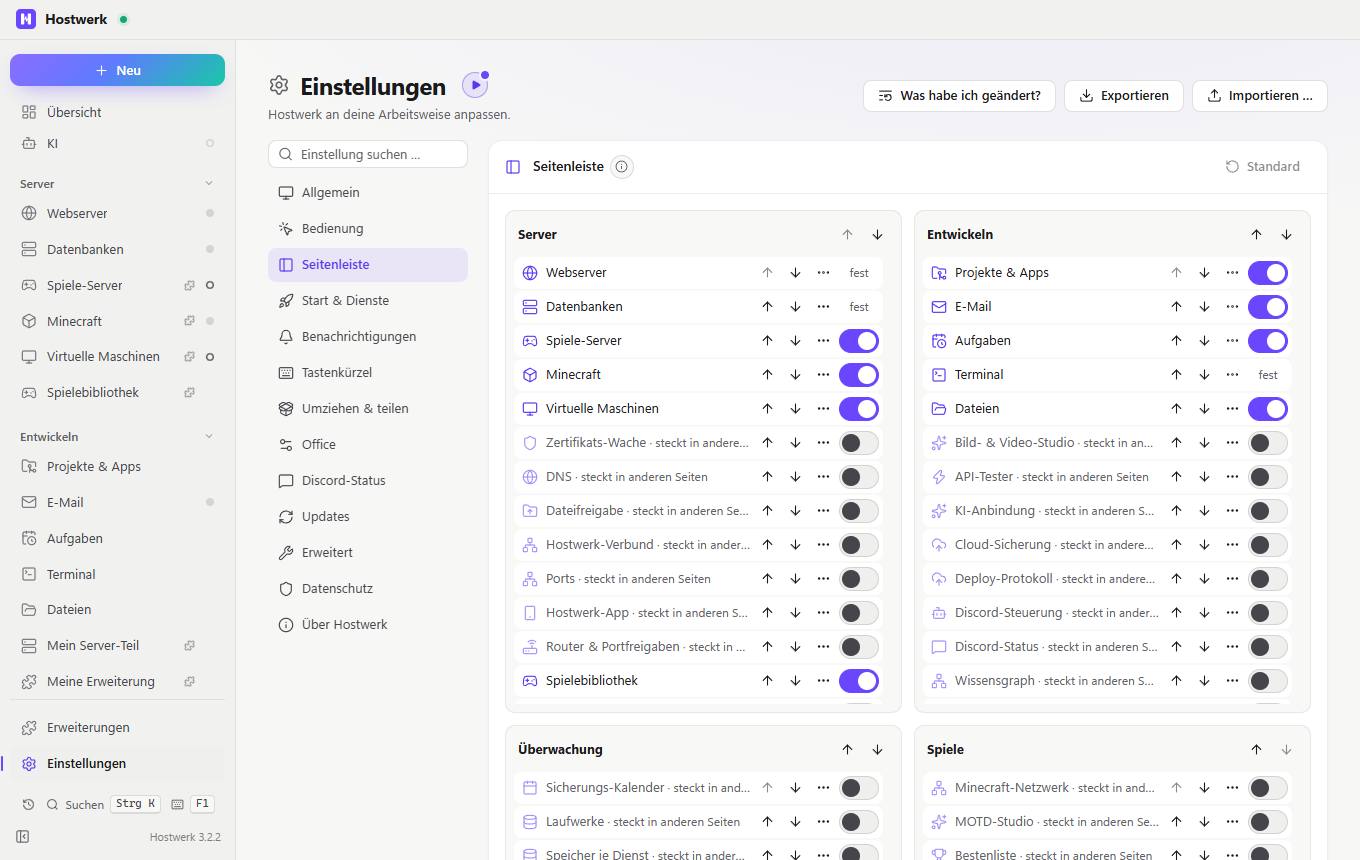 Hostwerk
Neu
Übersicht
KI
Server
Webserver
Datenbanken
Spiele-Server
Minecraft
Virtuelle Maschinen
Spielebibliothek
Entwickeln
Projekte & Apps
E-Mail
Aufgaben
Terminal
Dateien
Mein Server-Teil
Meine Erweiterung
Erweiterungen
Einstellungen
Suchen Strg K F1
Hostwerk 3.2.2
Einstellungen
Hostwerk an deine Arbeitsweise anpassen.
Was habe ich geändert? Exportieren Importieren ...
Einstellung suchen ...
Allgemein
Bedienung
Seitenleiste
Start & Dienste
Benachrichtigungen
Tastenkürzel
Umziehen & teilen
Office
Discord-Status
Updates
Erweitert
Datenschutz
Über Hostwerk
Seitenleiste Standard
Server
Webserver fest
Datenbanken fest
Spiele-Server
Minecraft
Virtuelle Maschinen
Zertifikats-Wache · steckt in andere...
DNS · steckt in anderen Seiten
Dateifreigabe · steckt in anderen Se...
Hostwerk-Verbund · steckt in ander...
Ports · steckt in anderen Seiten
Hostwerk-App · steckt in anderen S...
Router & Portfreigaben · steckt in ...
Spielebibliothek
Entwickeln
Projekte & Apps
E-Mail
Aufgaben
Terminal fest
Dateien
Bild- & Video-Studio · steckt in an...
API-Tester · steckt in anderen Seiten
KI-Anbindung · steckt in anderen S...
Cloud-Sicherung · steckt in andere...
Deploy-Protokoll · steckt in andere...
Discord-Steuerung · steckt in ander...
Discord-Status · steckt in anderen S...
Wissensgraph · steckt in anderen S...
Überwachung
Sicherungs-Kalender · steckt in and...
Laufwerke · steckt in anderen Seiten
Speicher je Dienst · steckt in ander...
Spiele
Minecraft-Netzwerk · steckt in and...
MOTD-Studio · steckt in anderen Se...
Bestenliste · steckt in anderen Seiten